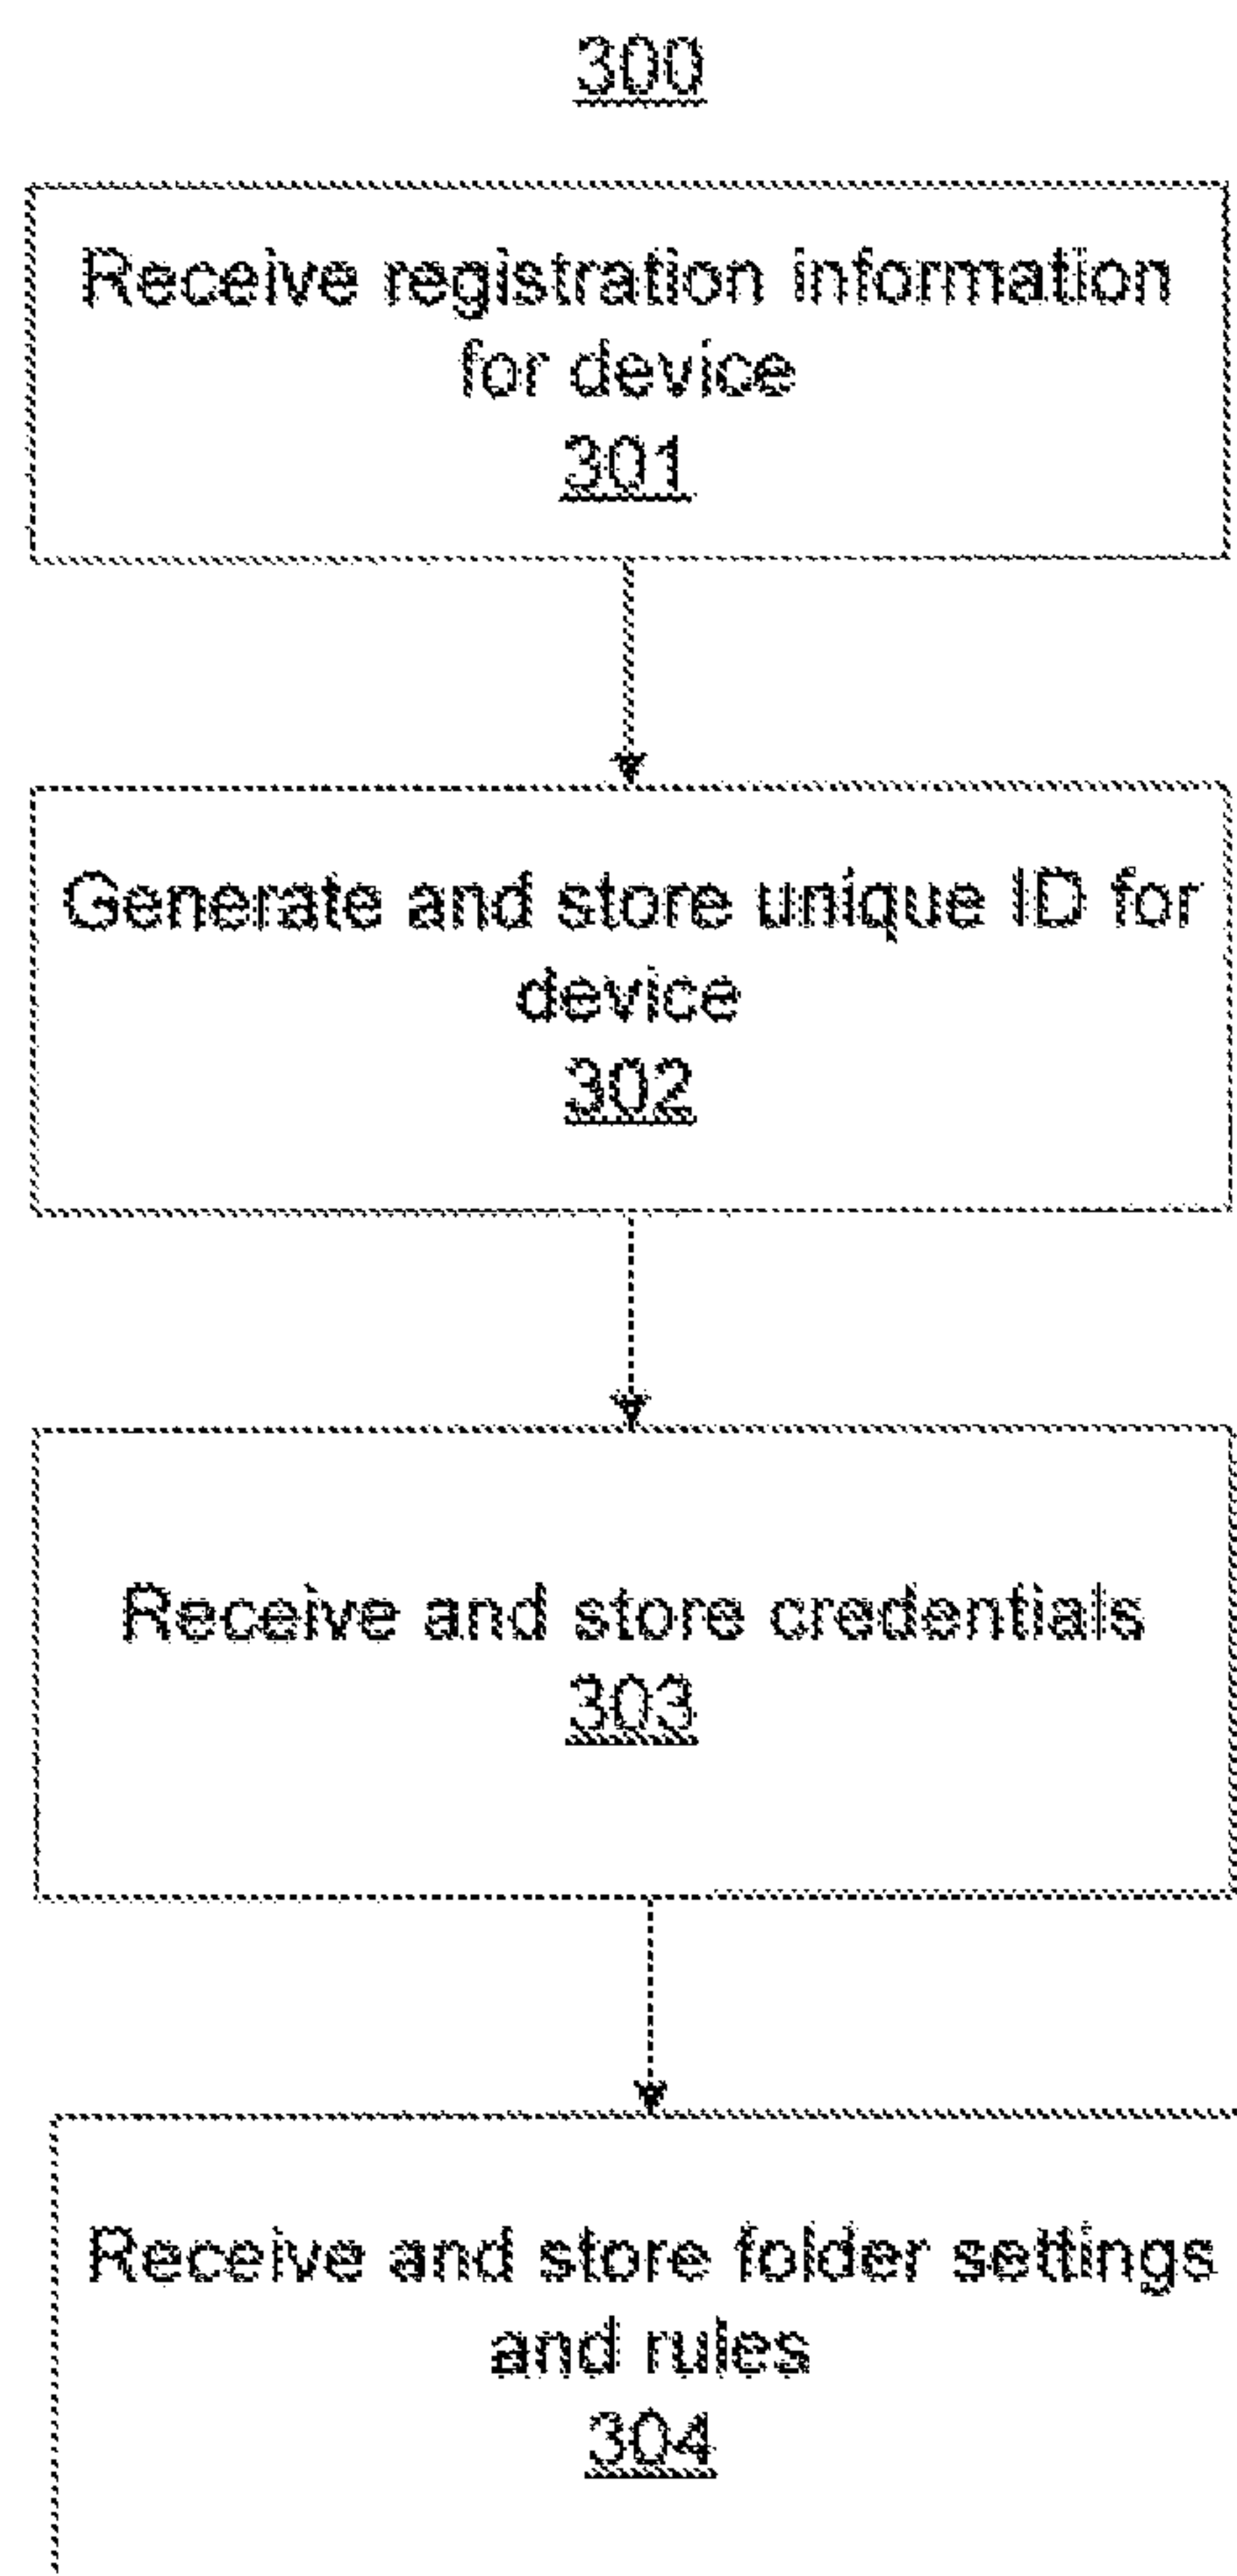 300
Receive registration information
for device
301
Generate and store unique ID for
device
302
Receive and store credentials
303
Receive and store folder settings
and rules
304